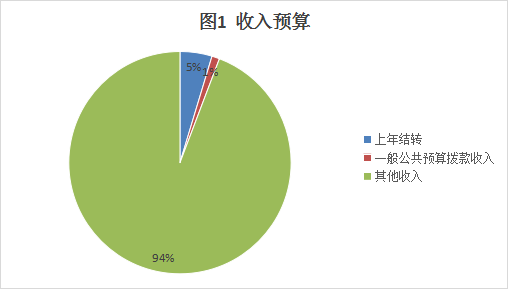 图1 收入预算
5%
1%
94%
上年结转
一般公共预算拨款收入
其他收入